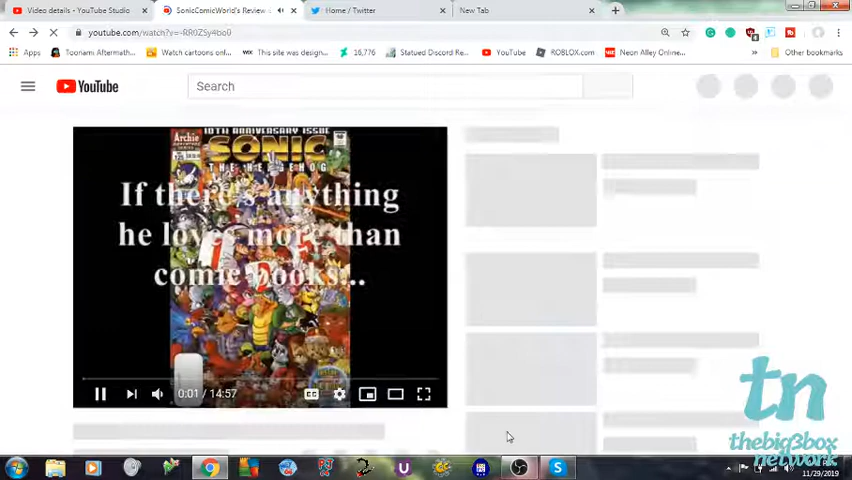 Video details - YouTube Studio
SonicComicWorld's Review
Home / Twitter
New Tab
youtube.com/watch?v=-RR0ZSy4bo0
Apps
Toonami Aftermath
Watch cartoons onl
This site was design
16,776
Statued Discord Re
YouTube
ROBLOX.com
Neon Alley Online
Other bookmarks
YouTube
Search
Archie
10TH ANNIVERSARY ISSUE
SONIC
THE HEDGEHOG
If there's anything
he loves more than
comic books...
0:01 / 14:57
CC
tn
thebig3box
network
11/29/2019